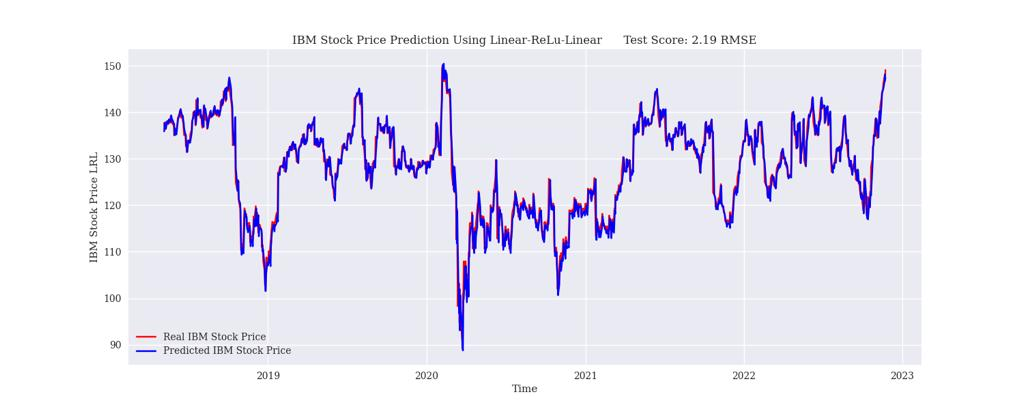 IBM Stock Price Prediction Using Linear-ReLu-Linear Test Score: 2.19 RMSE
150
140
130
120
110
100
90
IBM Stock Price LRL
Real IBM Stock Price
Predicted IBM Stock Price
2019 2020 2021 2022 2023
Time